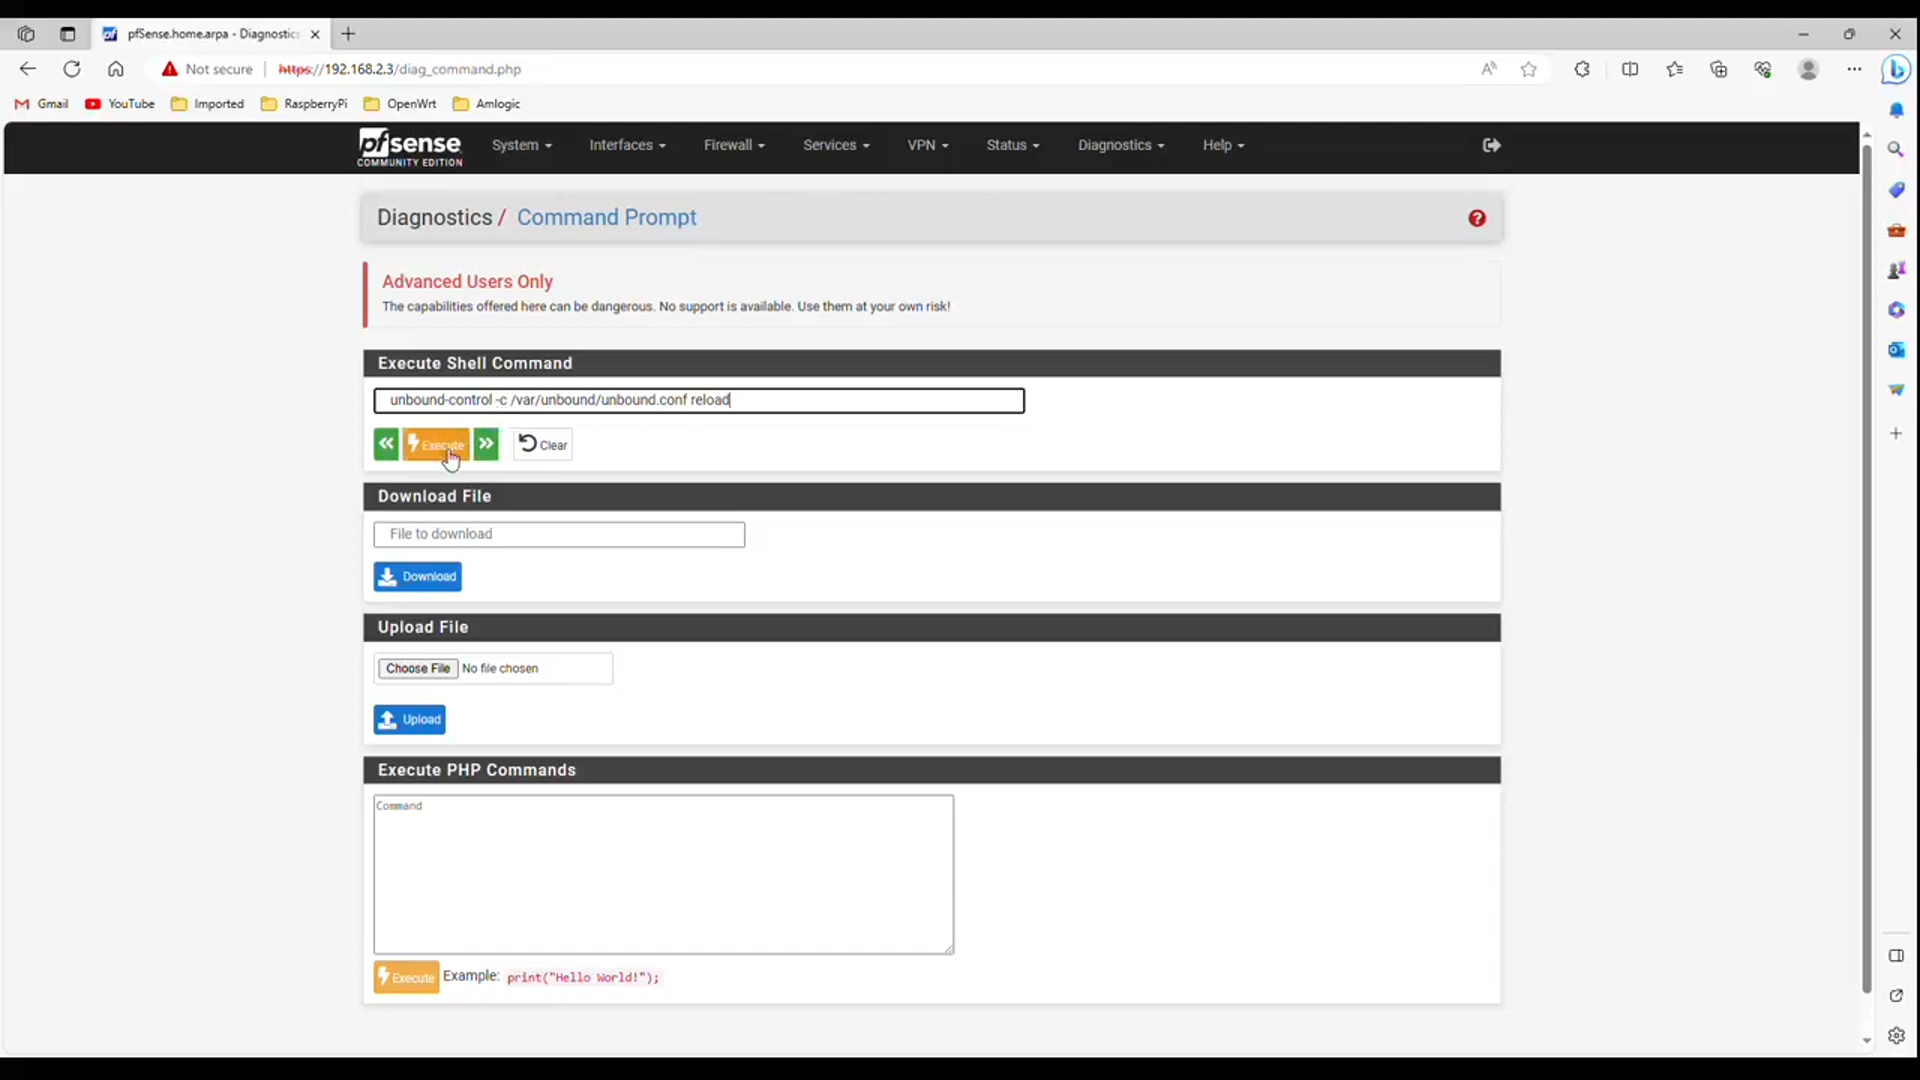 pfSense.home.arpa - Diagnostics
Not secure
https://192.168.2.3/diag_command.php
Gmail
YouTube
Imported
RaspberryPi
OpenWrt
Amlogic
pfsense
COMMUNITY EDITION
System
Interfaces
Firewall
Services
VPN
Status
Diagnostics
Help
Diagnostics / Command Prompt
Advanced Users Only
The capabilities offered here can be dangerous. No support is available. Use them at your own risk!
Execute Shell Command
unbound-control -c /var/unbound/unbound.conf reload
Execute
Clear
Download File
File to download
Download
Upload File
Choose File No file chosen
Upload
Execute PHP Commands
Command
Execute Example: print("Hello World!");